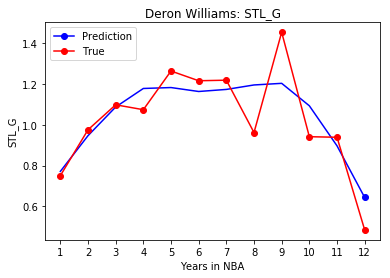 Deron Williams: STL_G
Prediction
True
STL_G
1.4
1.2
1.0
0.8
0.6
1 2 3 4 5 6 7 8 9 10 11 12
Years in NBA